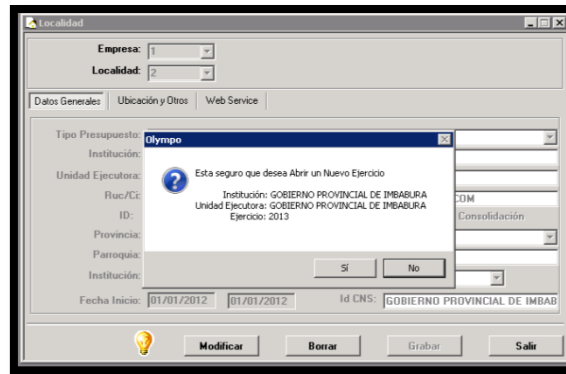 Localidad
Empresa: 1
Localidad: 2
Datos Generales Ubicación y Otros Web Service
Tipo Presupuesto:
Olympo
Institución:
Esta seguro que desea Abrir un Nuevo Ejercicio
Unidad Ejecutora:
Institución: GOBIERNO PROVINCIAL DE IMBABURA
Ruc/Ci:
Unidad Ejecutora: GOBIERNO PROVINCIAL DE IMBABURA
COM
ID:
Ejercicio: 2013
Consolidación
Provincia:
Parroquia:
Sí No
Institución:
Fecha Inicio: 01/01/2012 01/01/2012 Id CNS: GOBIERNO PROVINCIAL DE IMBAB
Modificar Borrar Grabar Salir